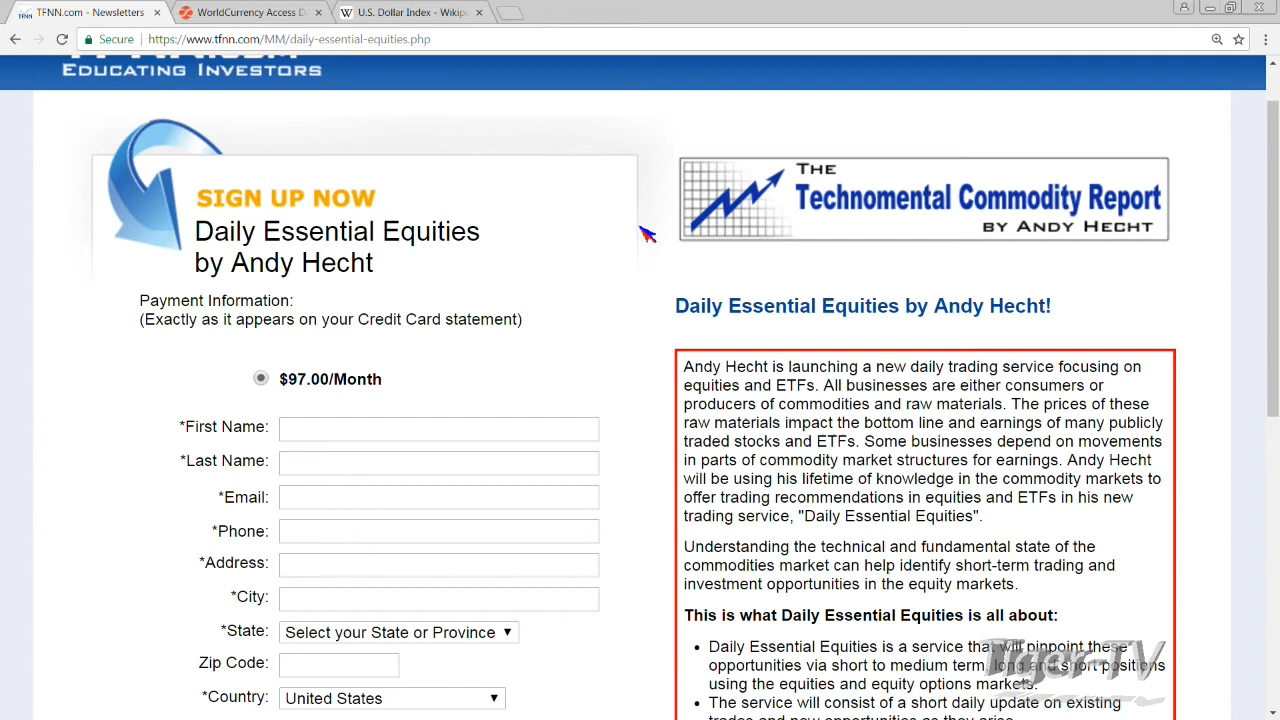 TFNN.com - Newsletters
WorldCurrency Access D
U.S. Dollar Index - Wikip
Secure
https://www.tfnn.com/MM/daily-essential-equities.php
EDUCATING INVESTORS
SIGN UP NOW
Daily Essential Equities
by Andy Hecht
Payment Information:
(Exactly as it appears on your Credit Card statement)
$97.00/Month
*First Name:
*Last Name:
*Email:
*Phone:
*Address:
*City:
*State: Select your State or Province
Zip Code:
*Country: United States
THE
Technomental Commodity Report
BY ANDY HECHT
Daily Essential Equities by Andy Hecht!
Andy Hecht is launching a new daily trading service focusing on
equities and ETFs. All businesses are either consumers or
producers of commodities and raw materials. The prices of these
raw materials impact the bottom line and earnings of many publicly
traded stocks and ETFs. Some businesses depend on movements
in parts of commodity market structures for earnings. Andy Hecht
will be using his lifetime of knowledge in the commodity markets to
offer trading recommendations in equities and ETFs in his new
trading service, "Daily Essential Equities".
Understanding the technical and fundamental state of the
commodities market can help identify short-term trading and
investment opportunities in the equity markets.
This is what Daily Essential Equities is all about:
• Daily Essential Equities is a service that will pinpoint these
opportunities via short to medium term, long and short positions
using the equities and equity options markets.
• The service will consist of a short daily update on existing
trades and new opportunities as they arise
Tiger-TV